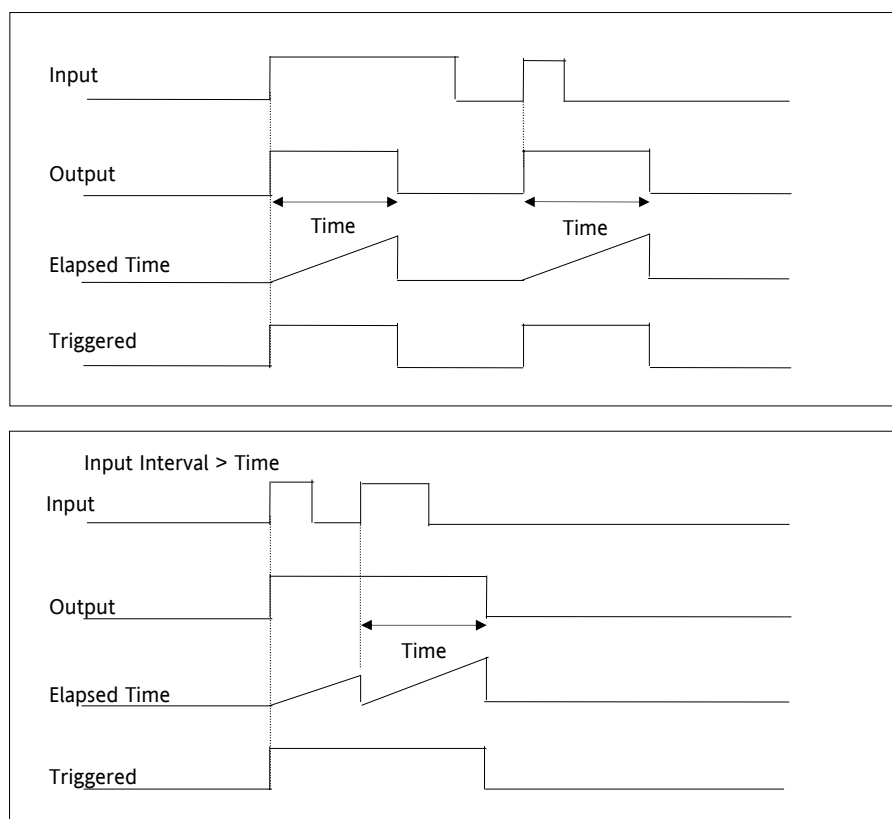 Input
Output
Time
Time
Elapsed Time
Triggered
Input Interval > Time
Input
Output
Time
Elapsed Time
Triggered